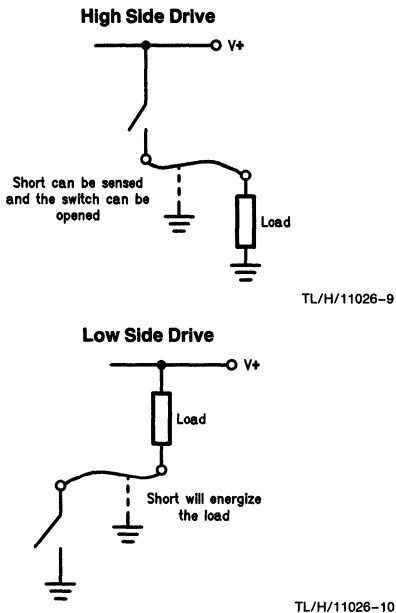 High Side Drive
V+
Short can be sensed
and the switch can be
opened
Load
TL/H/11026–9
Low Side Drive
V+
Load
Short will energize
the load
TL/H/11026–10